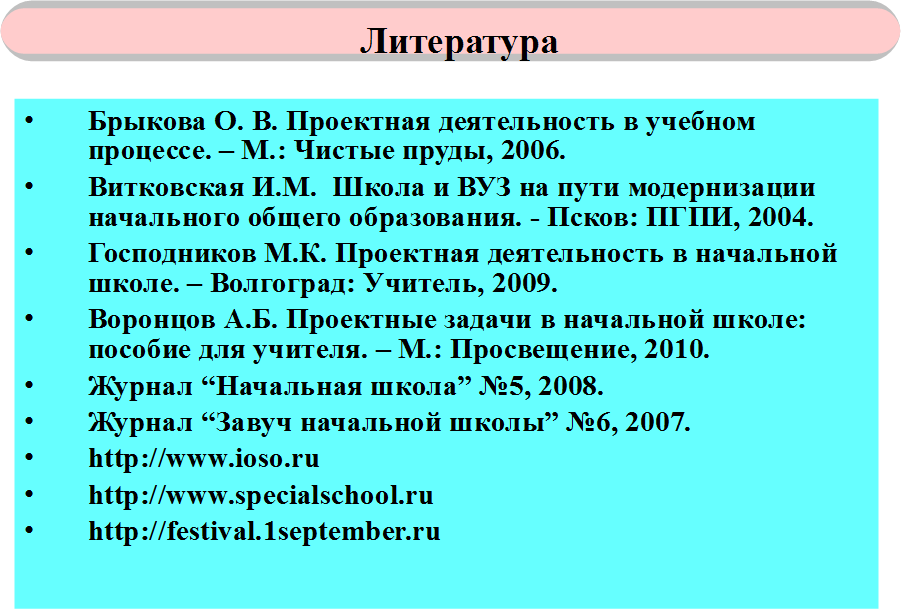 Литература
• Брыкова О. В. Проектная деятельность в учебном
процессе. – М.: Чистые пруды, 2006.
• Витковская И.М.  Школа и ВУЗ на пути модернизации
начального общего образования. - Псков: ПГПИ, 2004.
• Господников М.К. Проектная деятельность в начальной
школе. – Волгоград: Учитель, 2009.
• Воронцов А.Б. Проектные задачи в начальной школе:
пособие для учителя. – М.: Просвещение, 2010.
• Журнал “Начальная школа” №5, 2008.
• Журнал “Завуч начальной школы” №6, 2007.
• http://www.ioso.ru
• http://www.specialschool.ru
• http://festival.1september.ru